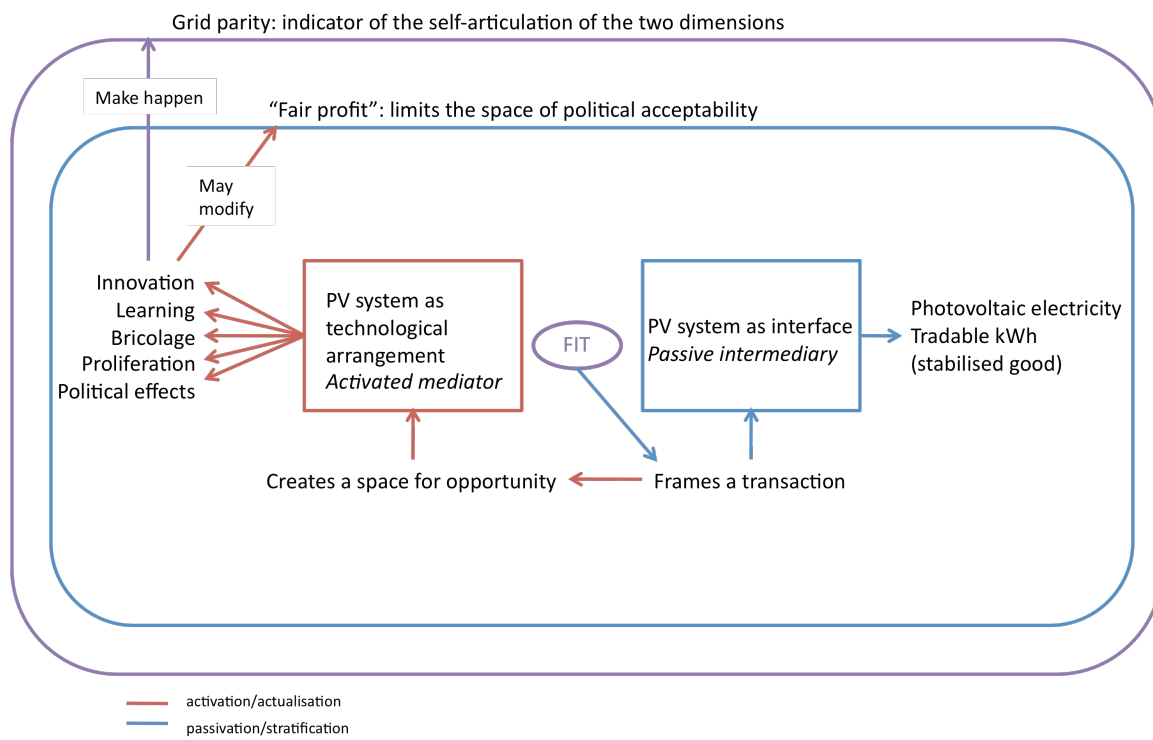 Grid parity: indicator of the self-articulation of the two dimensions
Make happen
“Fair profit”: limits the space of political acceptability
May
modify
Innovation
Learning
Bricolage
Proliferation
Political effects
PV system as
technological
arrangement
Activated mediator
FIT
PV system as interface
Passive intermediary
Photovoltaic electricity
Tradable kWh
(stabilised good)
Creates a space for opportunity
Frames a transaction
activation/actualisation
passivation/stratification